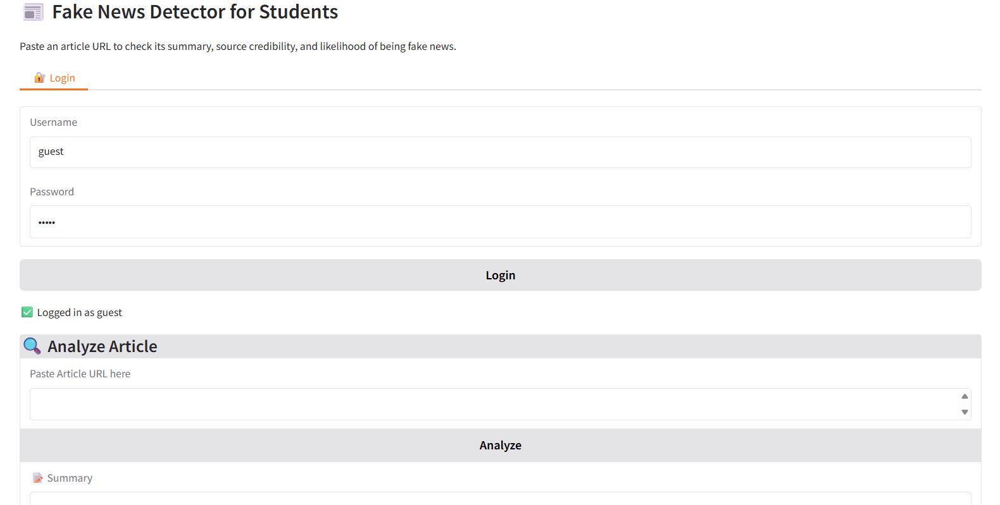 Fake News Detector for Students
Paste an article URL to check its summary, source credibility, and likelihood of being fake news.
Login
Username
guest
Password
•••••
Login
Logged in as guest
Analyze Article
Paste Article URL here
Analyze
Summary